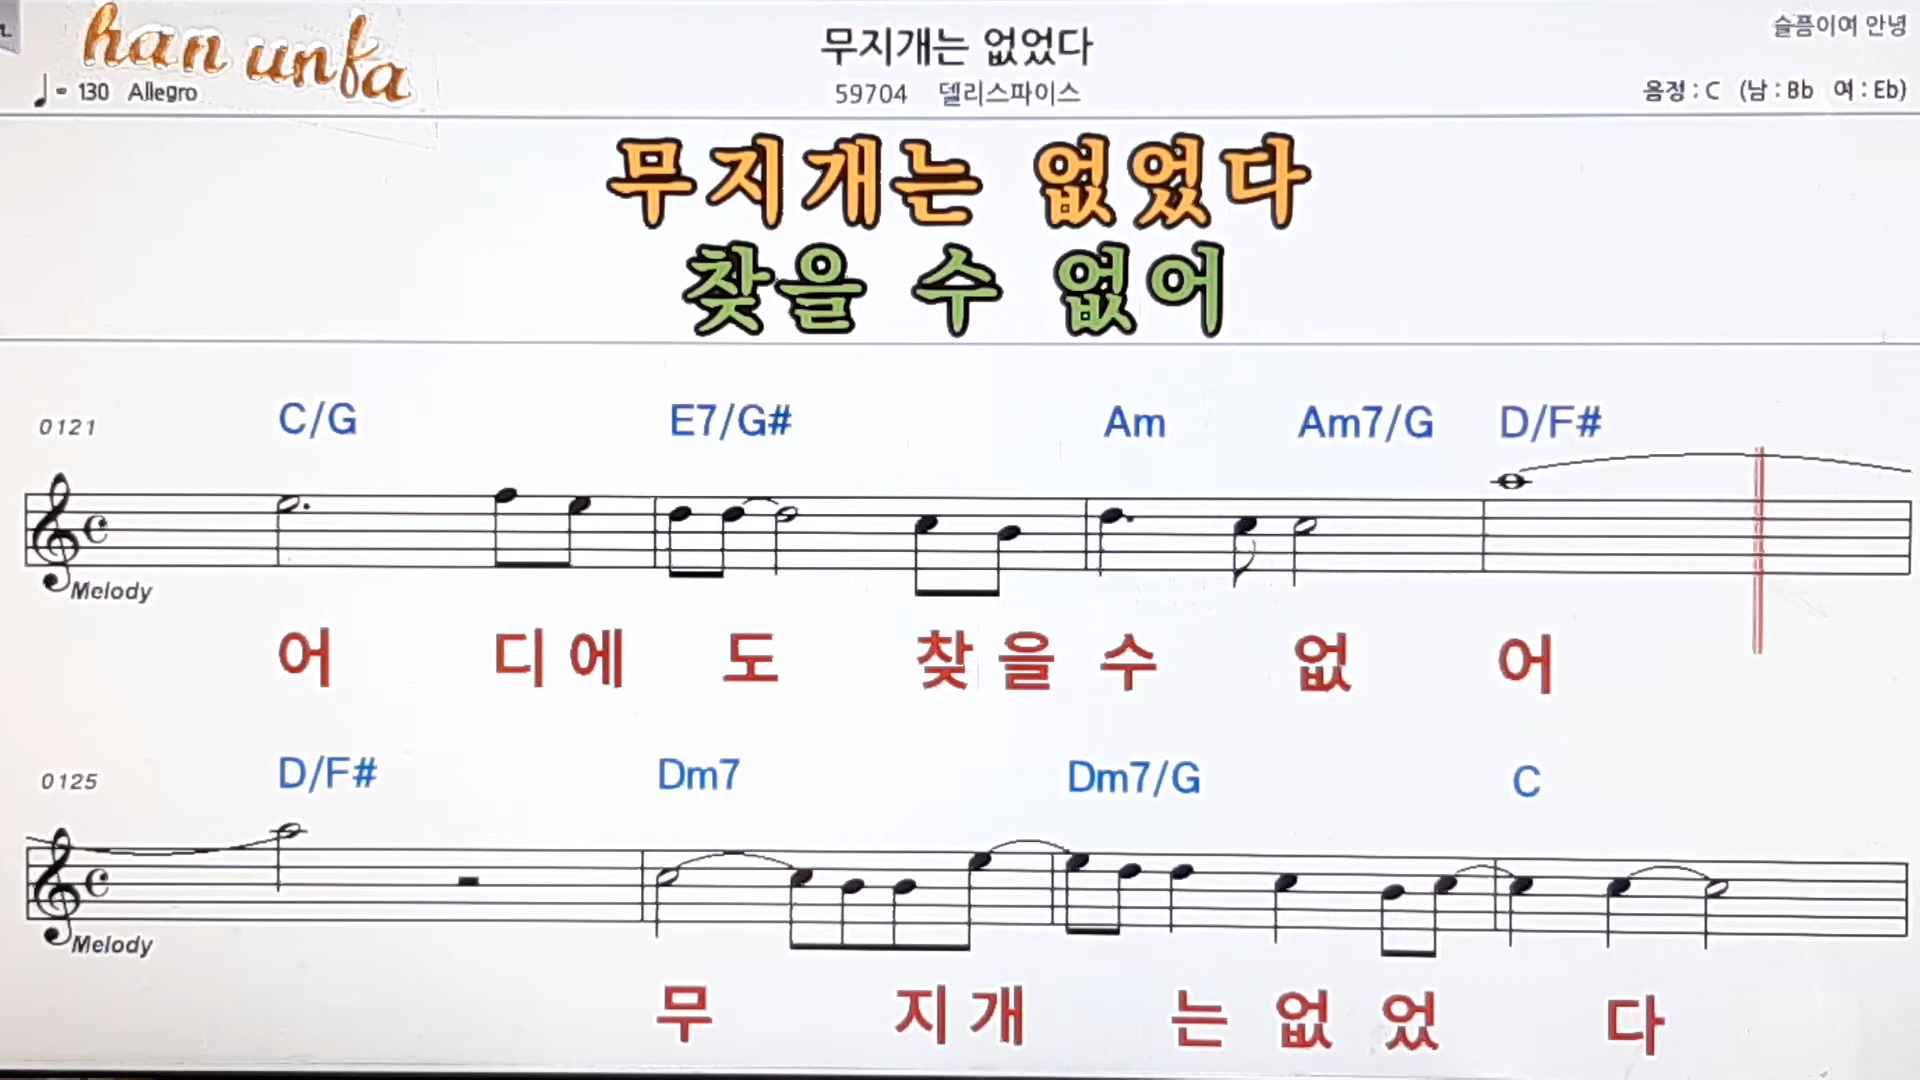 han unfa
♩= 130 Allegro
무지개는 없었다
59704 델리스파이스
슬픔이여 안녕
음정 : C (남 : Bb 여 : Eb)
무지개는 없었다
찾을 수 없어
0121 C/G E7/G# Am Am7/G D/F#
Melody
어 디 에 도 찾 을 수 없 어
0125 D/F# Dm7 Dm7/G C
Melody
무 지 개 는 없 었 다